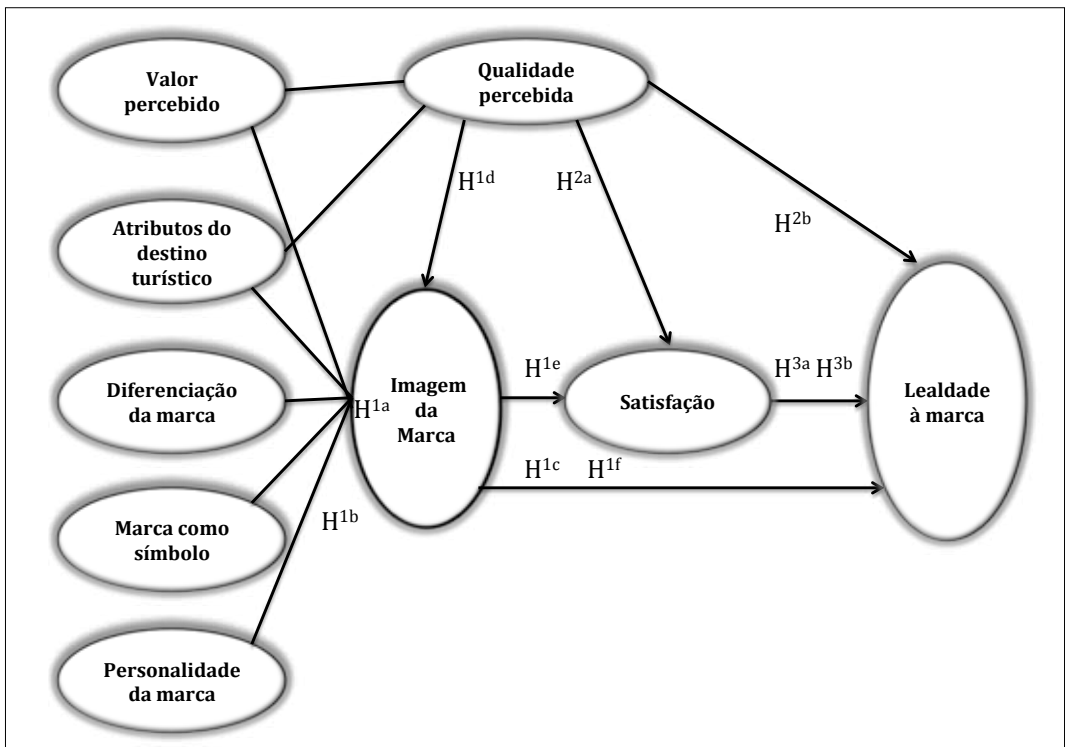 Valor
percebido
Qualidade
percebida
H1d
H2a
H2b
Atributos do
destino
turístico
Diferenciação
da marca
H1a
Imagem
da
Marca
H1e
Satisfação
H3a H3b
Lealdade
à marca
H1c H1f
Marca como
símbolo
H1b
Personalidade
da marca